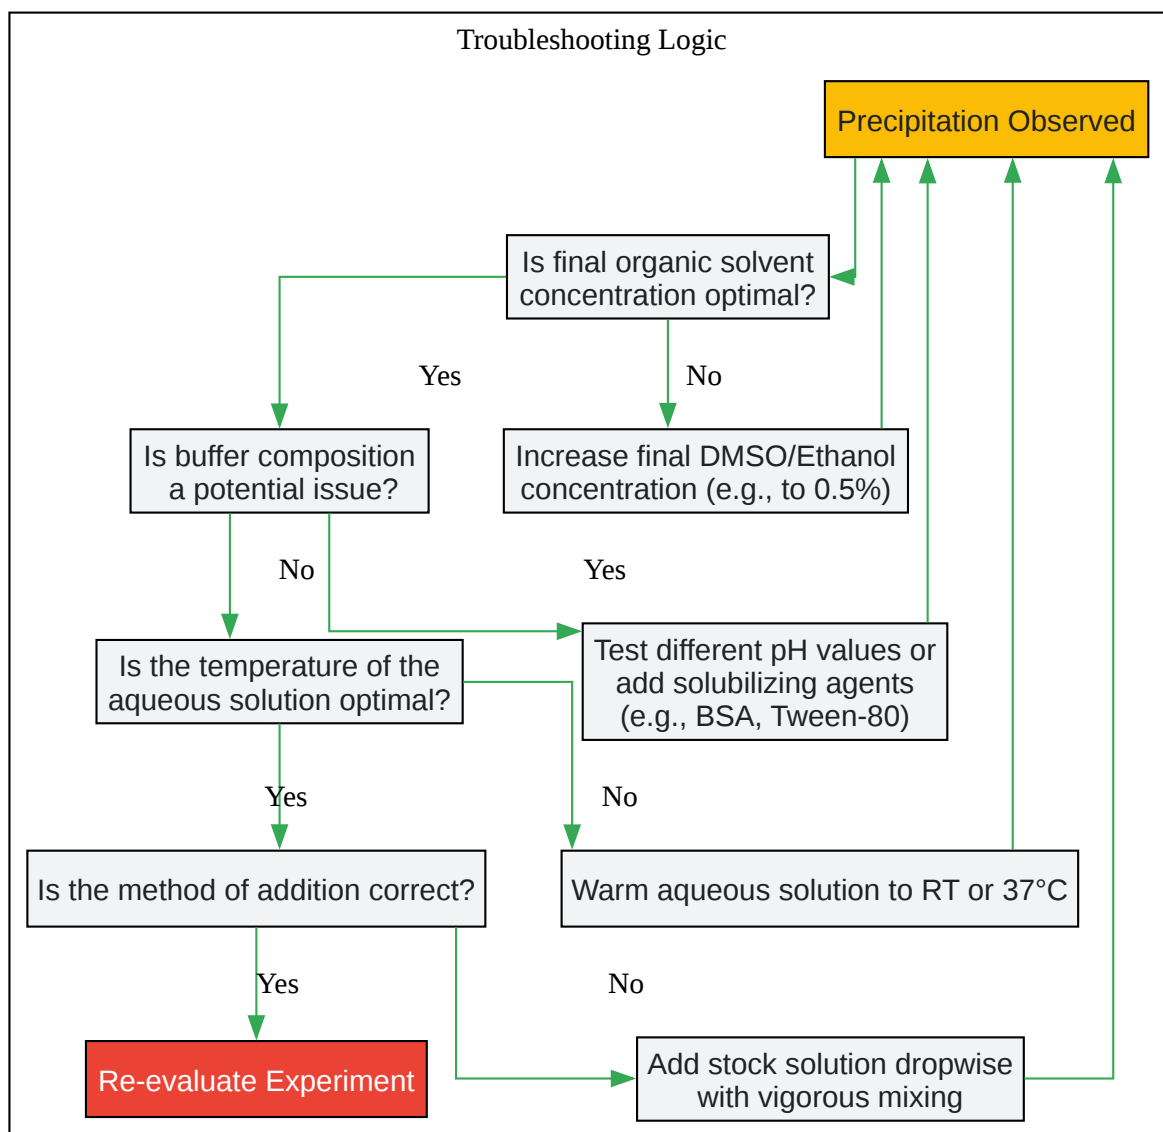 Troubleshooting Logic
Precipitation Observed
Is final organic solvent
concentration optimal?
Yes
No
Is buffer composition
a potential issue?
Increase final DMSO/Ethanol
concentration (e.g., to 0.5%)
No
Yes
Is the temperature of the
aqueous solution optimal?
Test different pH values or
add solubilizing agents
(e.g., BSA, Tween-80)
Yes
No
Is the method of addition correct?
Warm aqueous solution to RT or 37°C
Yes
No
Re-evaluate Experiment
Add stock solution dropwise
with vigorous mixing